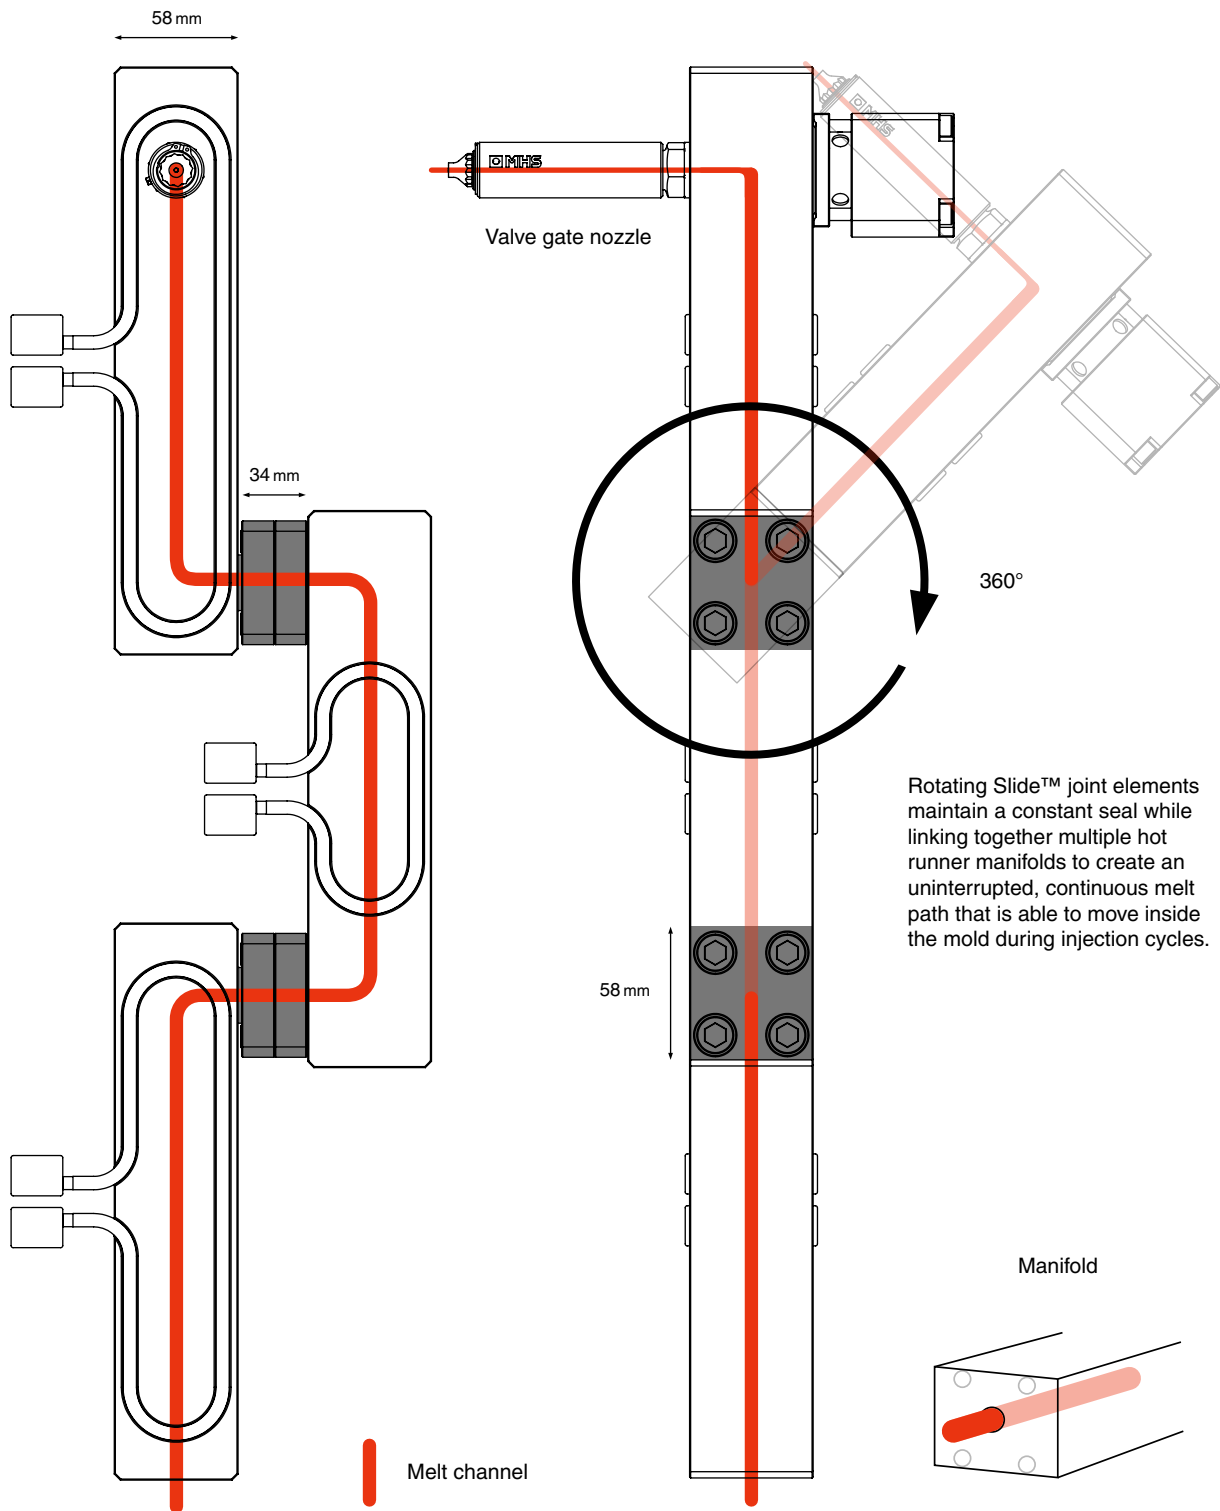 58 mm
MHS
MHS
Valve gate nozzle
34 mm
360°
Rotating Slide™ joint elements
maintain a constant seal while
linking together multiple hot
runner manifolds to create an
uninterrupted, continuous melt
path that is able to move inside
the mold during injection cycles.
58 mm
Manifold
Melt channel